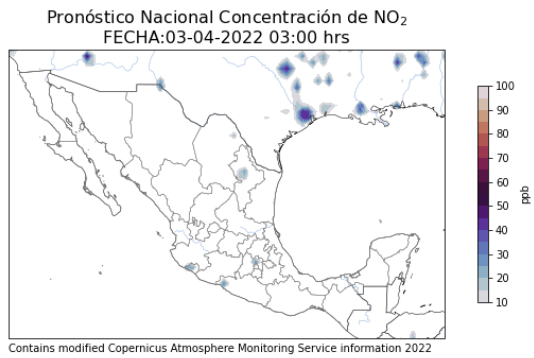 Pronóstico Nacional Concentración de NO₂
FECHA:03-04-2022 03:00 hrs
100
90
80
70
60
50
40
30
20
10
ppb
Contains modified Copernicus Atmosphere Monitoring Service information 2022